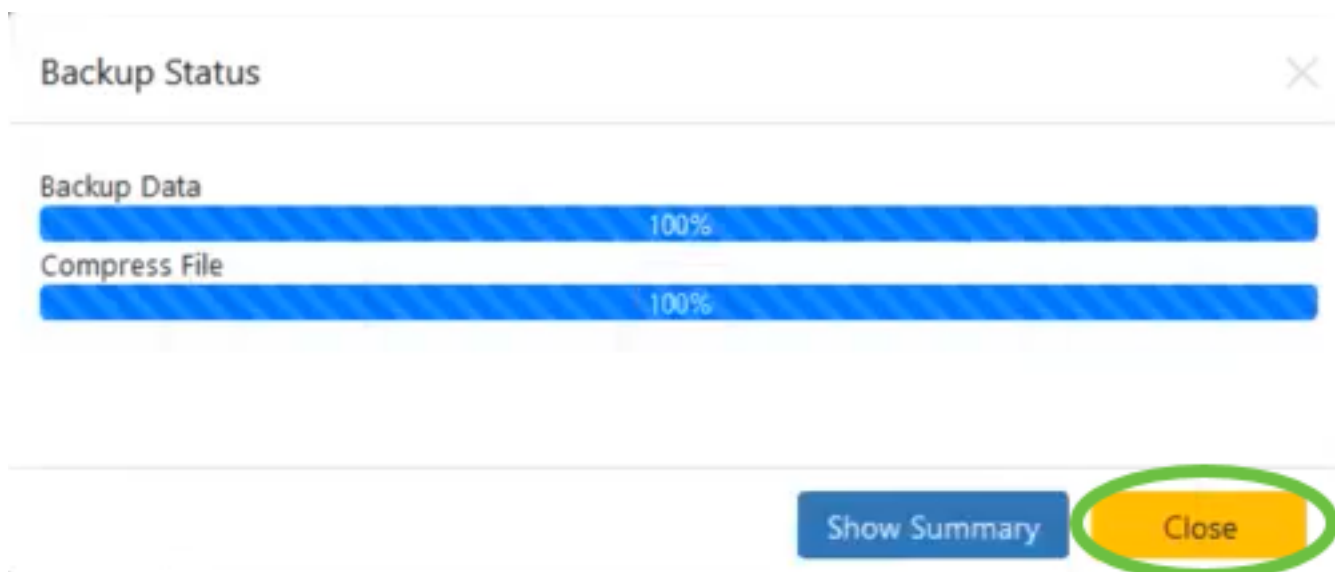 Backup Status
Backup Data
100%
Compress File
100%
Show Summary Close